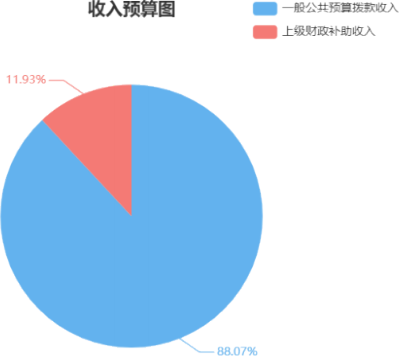 收入预算图
一般公共预算拨款收入
上级财政补助收入
11.93%
88.07%